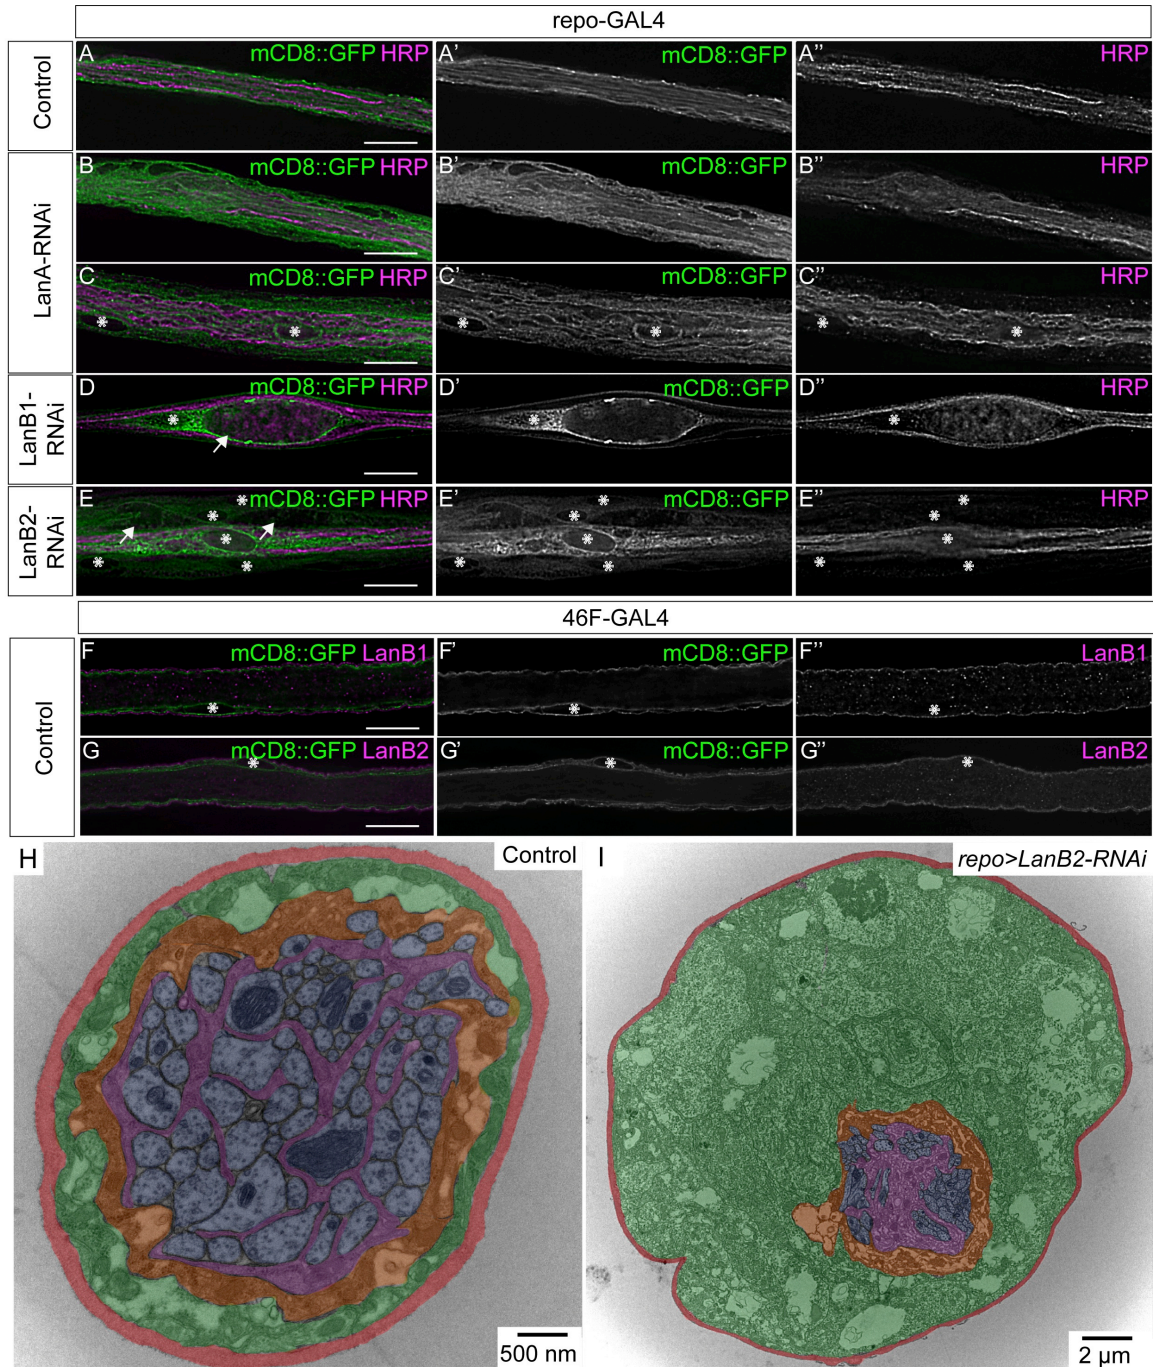 repo-GAL4
Control
A mCD8::GFP HRP
A' mCD8::GFP
A'' HRP
LanA-RNAi
B mCD8::GFP HRP
B' mCD8::GFP
B'' HRP
C mCD8::GFP HRP
C' mCD8::GFP
C'' HRP
LanB1-
RNAi
D mCD8::GFP HRP
D' mCD8::GFP
D'' HRP
LanB2-
RNAi
E mCD8::GFP HRP
E' mCD8::GFP
E'' HRP
46F-GAL4
Control
F mCD8::GFP LanB1
F' mCD8::GFP
F'' LanB1
G mCD8::GFP LanB2
G' mCD8::GFP
G'' LanB2
H Control
500 nm
I repo>LanB2-RNAi
2 µm